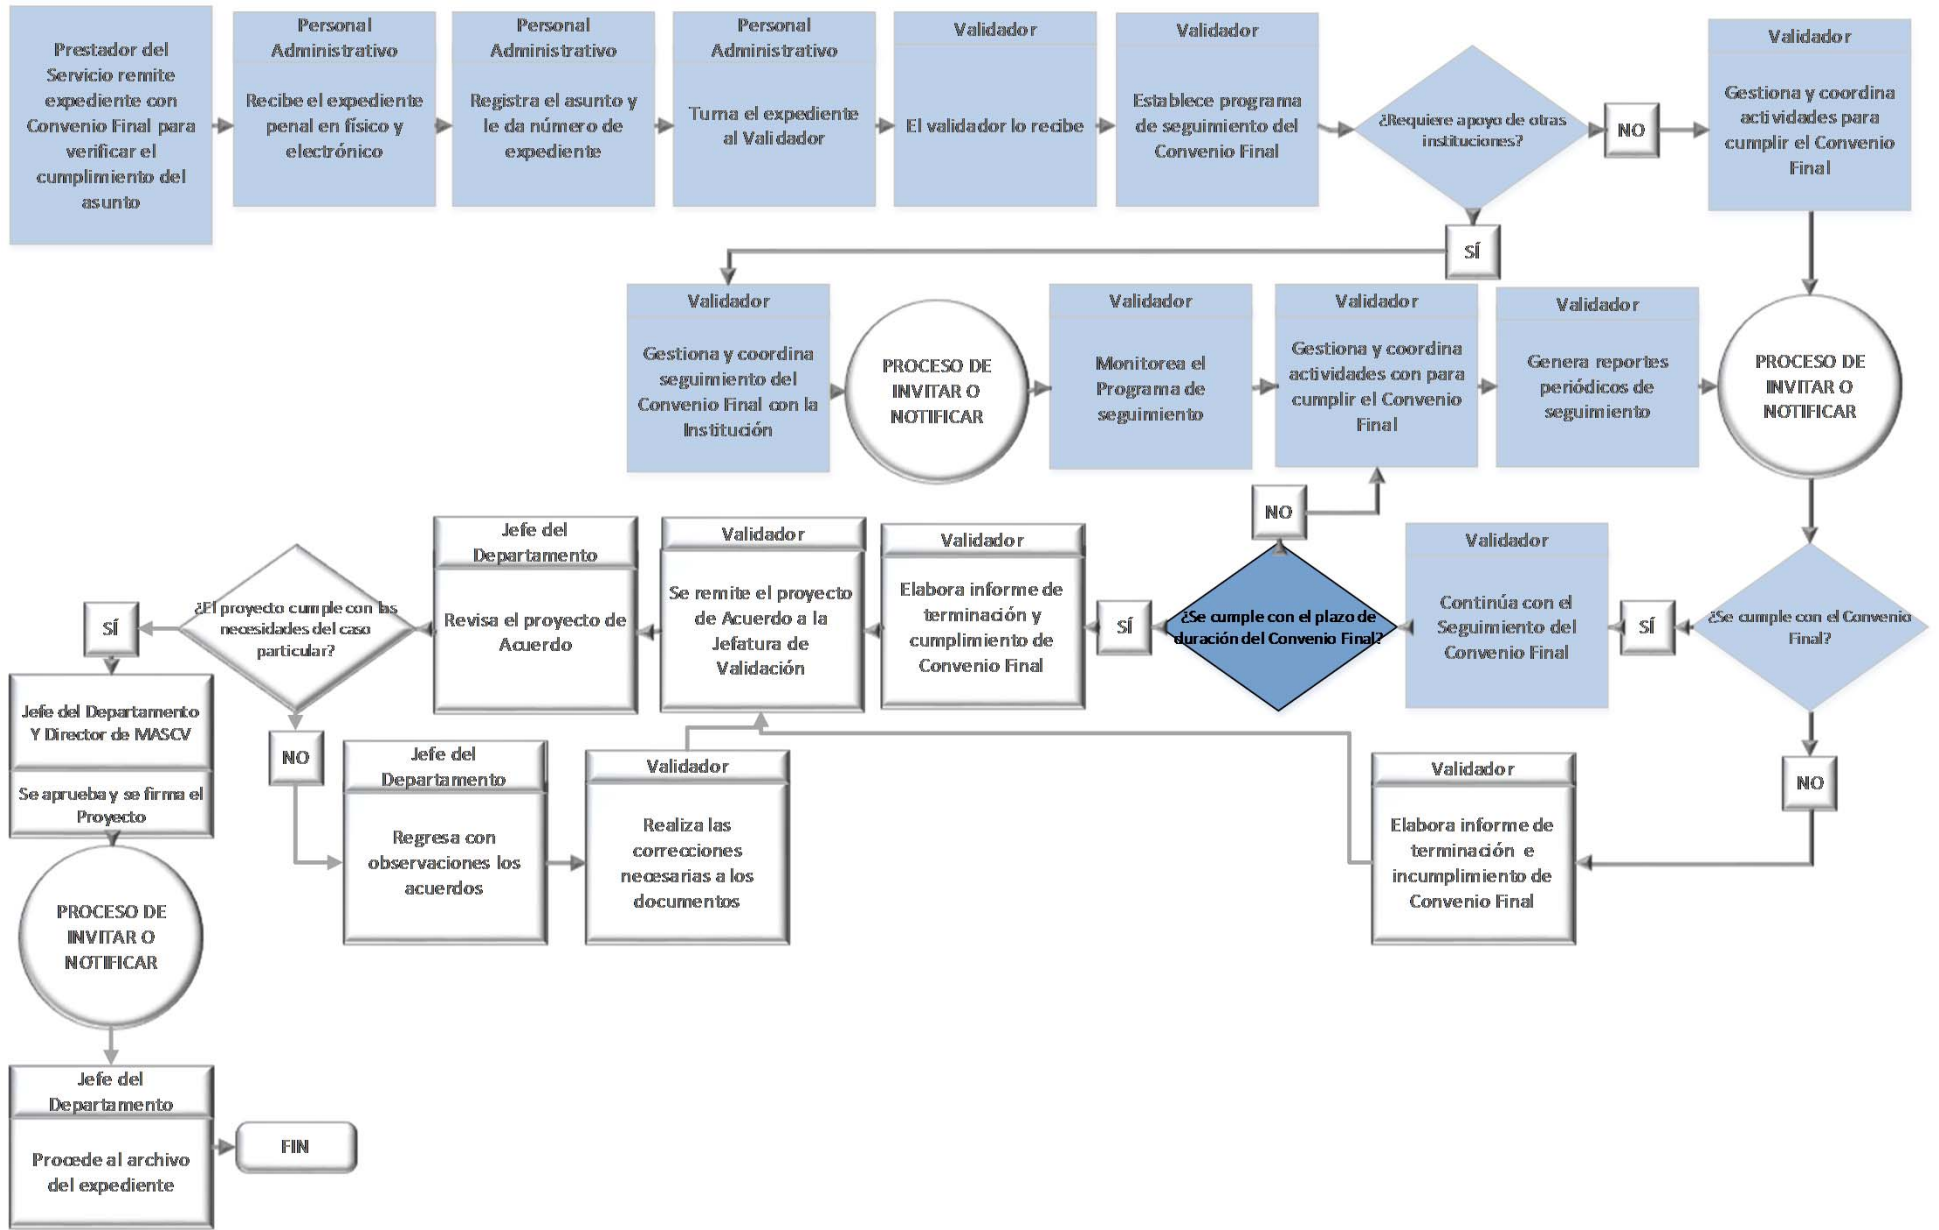 Prestador del
Servicio remite
expediente con
Convenio Final para
verificar el
cumplimiento del
asunto
Personal
Administrativo
Recibe el expediente
penal en físico y
electrónico
Personal
Administrativo
Registra el asunto y
le da número de
expediente
Personal
Administrativo
Turna el expediente
al Validador
Validador
El validador lo recibe
Validador
Establece programa
de seguimiento del
Convenio Final
¿Requiere apoyo de otras
instituciones?
NO
Validador
Gestiona y coordina
actividades para
cumplir el Convenio
Final
SÍ
Validador
Gestiona y coordina
seguimiento del
Convenio Final con la
Institución
PROCESO DE
INVITAR O
NOTIFICAR
Validador
Monitorea el
Programa de
seguimiento
Validador
Gestiona y coordina
actividades con para
cumplir el Convenio
Final
Validador
Genera reportes
periódicos de
seguimiento
PROCESO DE
INVITAR O
NOTIFICAR
¿Se cumple con el Convenio
Final?
SÍ
Validador
Continúa con el
Seguimiento del
Convenio Final
¿Se cumple con el plazo de
duración del Convenio Final?
NO
SÍ
Validador
Elabora informe de
terminación y
cumplimiento de
Convenio Final
Validador
Se remite el proyecto
de Acuerdo a la
Jefatura de
Validación
Jefe del
Departamento
Revisa el proyecto de
Acuerdo
¿El proyecto cumple con las
necesidades del caso
particular?
SÍ
Jefe del Departamento
Y Director de MASCV
Se aprueba y se firma el
Proyecto
NO
Jefe del
Departamento
Regresa con
observaciones los
acuerdos
Validador
Realiza las
correcciones
necesarias a los
documentos
NO
Validador
Elabora informe de
terminación e
incumplimiento de
Convenio Final
PROCESO DE
INVITAR O
NOTIFICAR
Jefe del
Departamento
Procede al archivo
del expediente
FIN